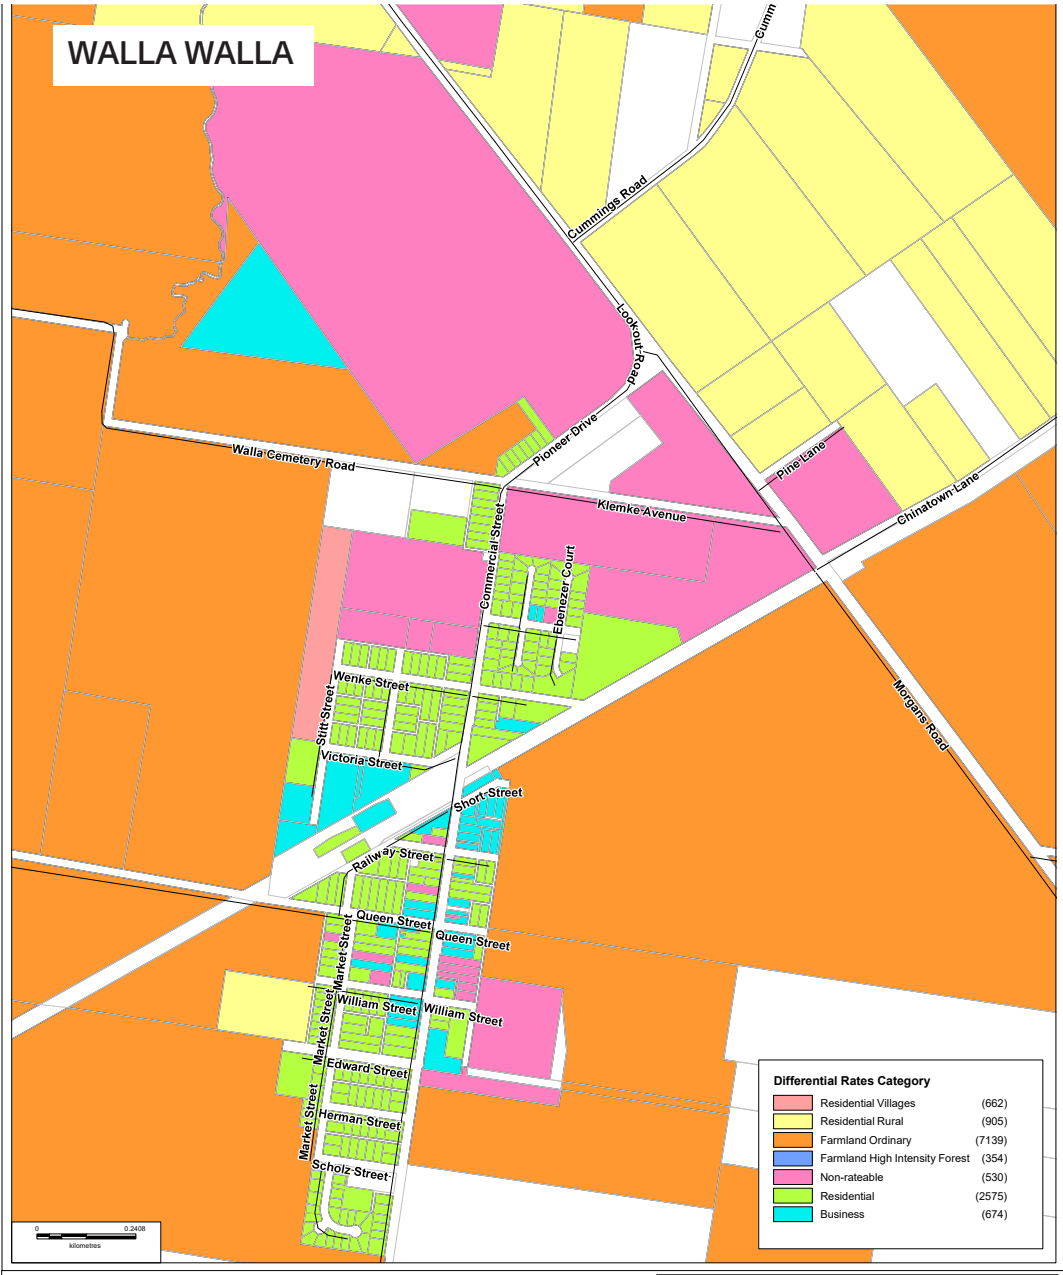 WALLA WALLA
Cumm
Cummings Road
Lookout Road
Pioneer Drive
Walla Cemetery Road
Pine Lane
Klemke Avenue
Chinatown Lane
Commercial Street
Ebenezer Court
Wenke Street
Stitt Street
Morgans Road
Victoria Street
Short Street
Railway Street
Queen Street
Queen Street
Market Street
William Street
William Street
Market Street
Edward Street
Market Street
Herman Street
Scholz Street
Differential Rates Category
Residential Villages (662)
Residential Rural (905)
Farmland Ordinary (7139)
Farmland High Intensity Forest (354)
Non-rateable (530)
Residential (2575)
Business (674)
0 0.2408
kilometres